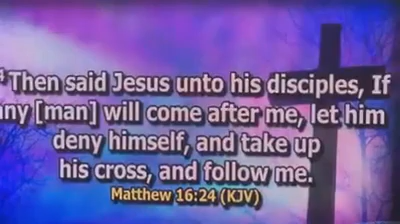 4 Then said Jesus unto his disciples, If
any [man] will come after me, let him
deny himself, and take up
his cross, and follow me.
Matthew 16:24 (KJV)